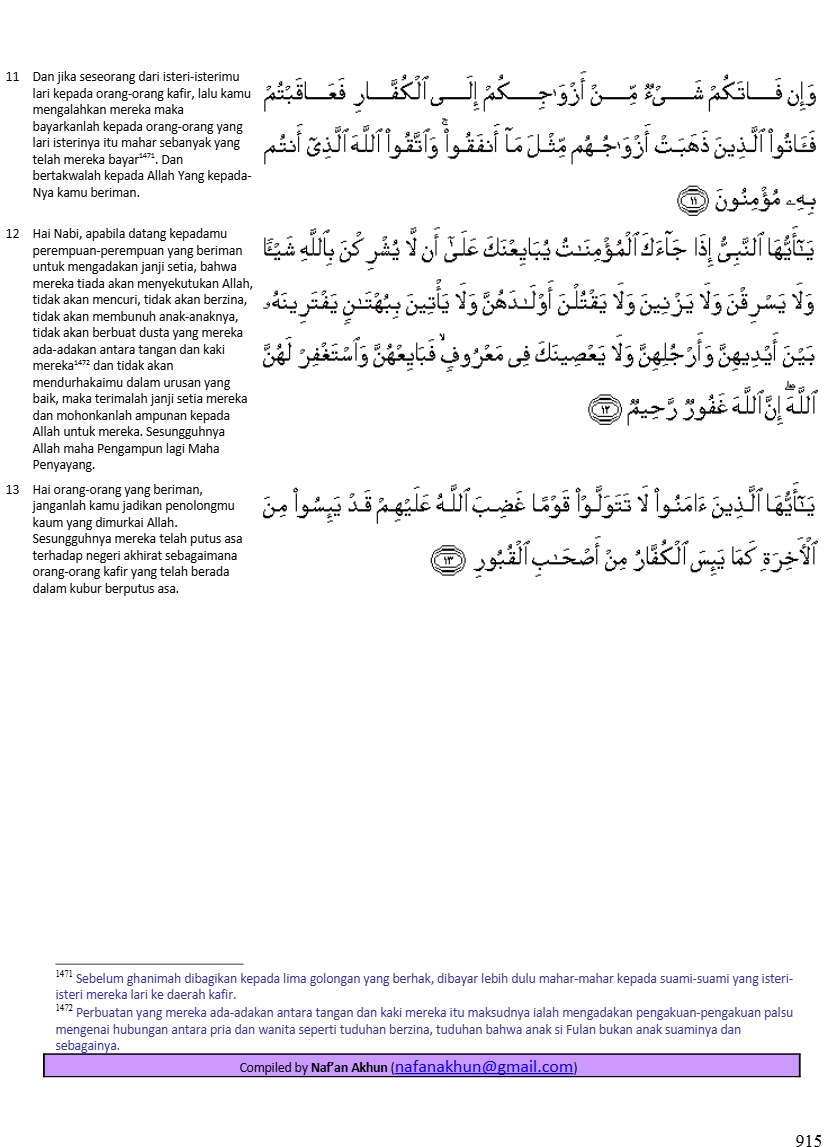 11 Dan jika seseorang dari isteri-isterimu
lari kepada orang-orang kafir, lalu kamu
mengalahkan mereka maka
bayarkanlah kepada orang-orang yang
lari isterinya itu mahar sebanyak yang
telah mereka bayar¹⁴⁷¹. Dan
bertakwalah kepada Allah Yang kepada-
Nya kamu beriman.
وَإِن فَاتَكُمْ شَىْءٌ مِّنْ أَزْوَٰجِكُمْ إِلَى ٱلْكُفَّارِ فَعَاقَبْتُمْ
فَـَٔاتُوا۟ ٱلَّذِينَ ذَهَبَتْ أَزْوَٰجُهُم مِّثْلَ مَآ أَنفَقُوا۟ ۚ وَٱتَّقُوا۟ ٱللَّهَ ٱلَّذِىٓ أَنتُم
بِهِۦ مُؤْمِنُونَ ١١
12 Hai Nabi, apabila datang kepadamu
perempuan-perempuan yang beriman
untuk mengadakan janji setia, bahwa
mereka tiada akan menyekutukan Allah,
tidak akan mencuri, tidak akan berzina,
tidak akan membunuh anak-anaknya,
tidak akan berbuat dusta yang mereka
ada-adakan antara tangan dan kaki
mereka¹⁴⁷² dan tidak akan
mendurhakaimu dalam urusan yang
baik, maka terimalah janji setia mereka
dan mohonkanlah ampunan kepada
Allah untuk mereka. Sesungguhnya
Allah maha Pengampun lagi Maha
Penyayang.
يَـٰٓأَيُّهَا ٱلنَّبِىُّ إِذَا جَآءَكَ ٱلْمُؤْمِنَـٰتُ يُبَايِعْنَكَ عَلَىٰٓ أَن لَّا يُشْرِكْنَ بِٱللَّهِ شَيْـًٔا
وَلَا يَسْرِقْنَ وَلَا يَزْنِينَ وَلَا يَقْتُلْنَ أَوْلَـٰدَهُنَّ وَلَا يَأْتِينَ بِبُهْتَـٰنٍ يَفْتَرِينَهُۥ
بَيْنَ أَيْدِيهِنَّ وَأَرْجُلِهِنَّ وَلَا يَعْصِينَكَ فِى مَعْرُوفٍ ۙ فَبَايِعْهُنَّ وَٱسْتَغْفِرْ لَهُنَّ
ٱللَّهَ ۖ إِنَّ ٱللَّهَ غَفُورٌ رَّحِيمٌ ١٢
13 Hai orang-orang yang beriman,
janganlah kamu jadikan penolongmu
kaum yang dimurkai Allah.
Sesungguhnya mereka telah putus asa
terhadap negeri akhirat sebagaimana
orang-orang kafir yang telah berada
dalam kubur berputus asa.
يَـٰٓأَيُّهَا ٱلَّذِينَ ءَامَنُوا۟ لَا تَتَوَلَّوْا۟ قَوْمًا غَضِبَ ٱللَّهُ عَلَيْهِمْ قَدْ يَئِسُوا۟ مِنَ
ٱلْـَٔاخِرَةِ كَمَا يَئِسَ ٱلْكُفَّارُ مِنْ أَصْحَـٰبِ ٱلْقُبُورِ ١٣
¹⁴⁷¹ Sebelum ghanimah dibagikan kepada lima golongan yang berhak, dibayar lebih dulu mahar-mahar kepada suami-suami yang isteri-
isteri mereka lari ke daerah kafir.
¹⁴⁷² Perbuatan yang mereka ada-adakan antara tangan dan kaki mereka itu maksudnya ialah mengadakan pengakuan-pengakuan palsu
mengenai hubungan antara pria dan wanita seperti tuduhan berzina, tuduhan bahwa anak si Fulan bukan anak suaminya dan
sebagainya.
Compiled by Naf’an Akhun (nafanakhun@gmail.com)
915